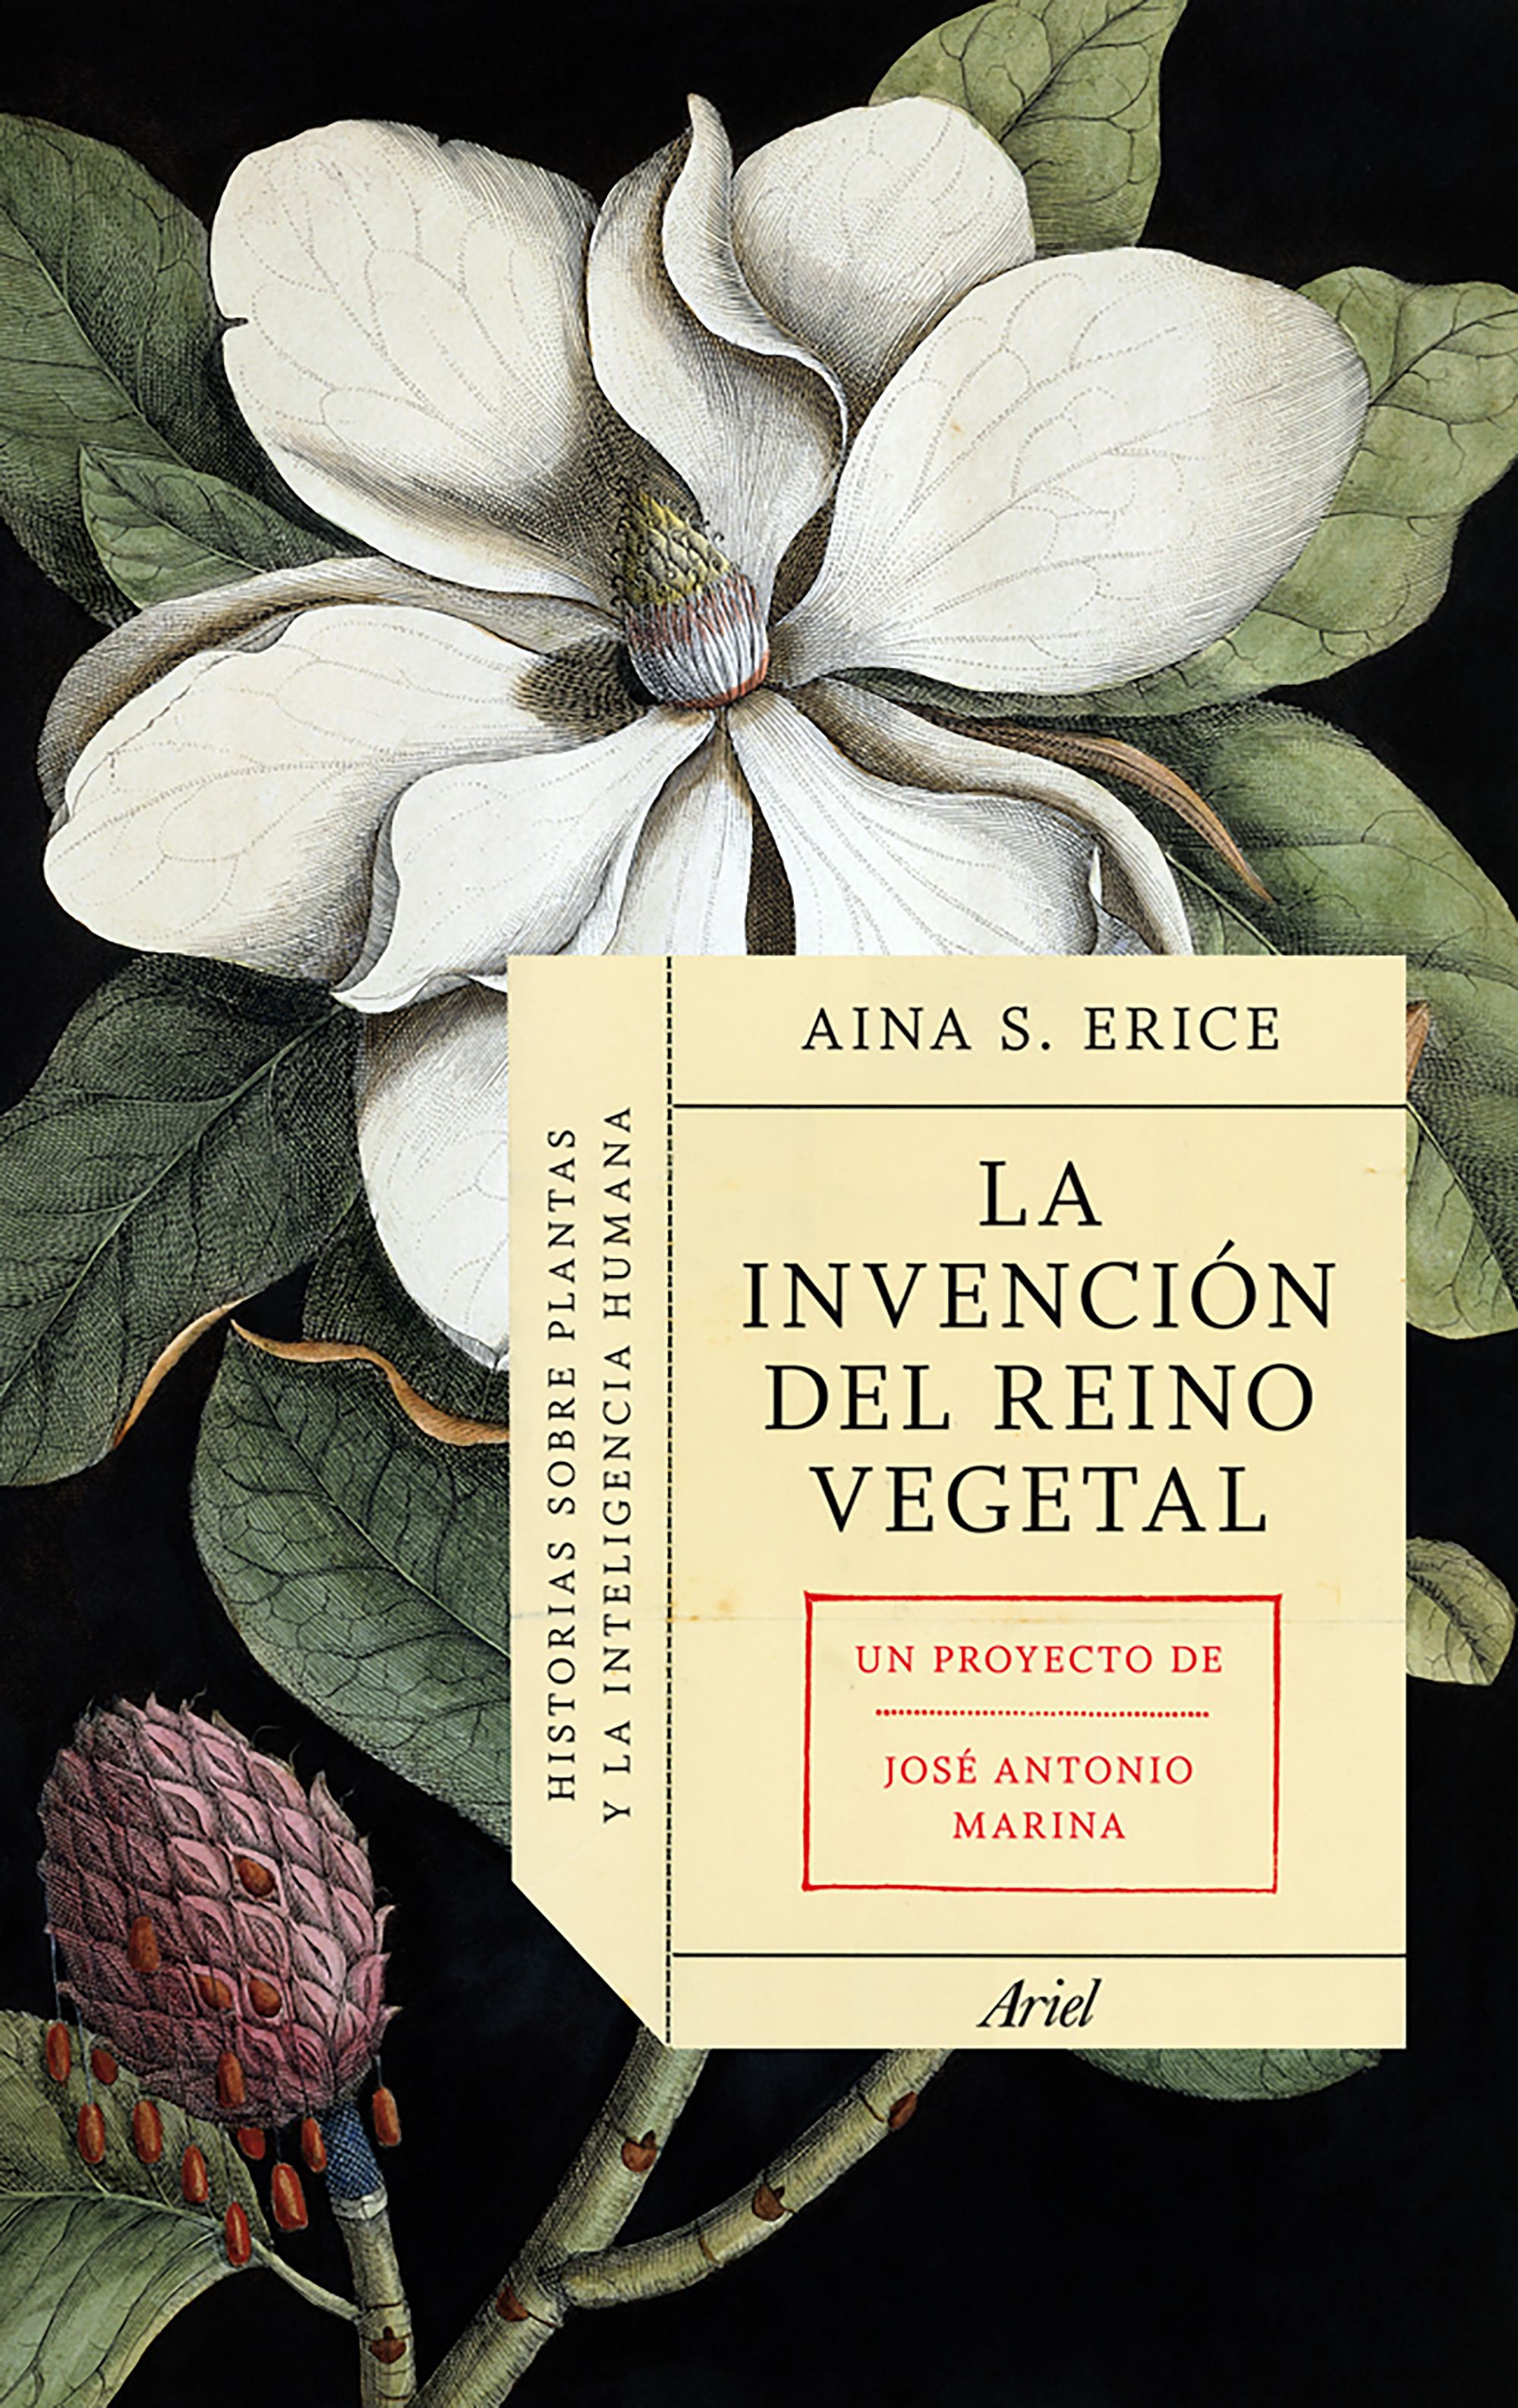 AINA S. ERICE
LA
INVENCIÓN
DEL REINO
VEGETAL
HISTORIAS SOBRE PLANTAS
Y LA INTELIGENCIA HUMANA
UN PROYECTO DE
JOSÉ ANTONIO
MARINA
Ariel